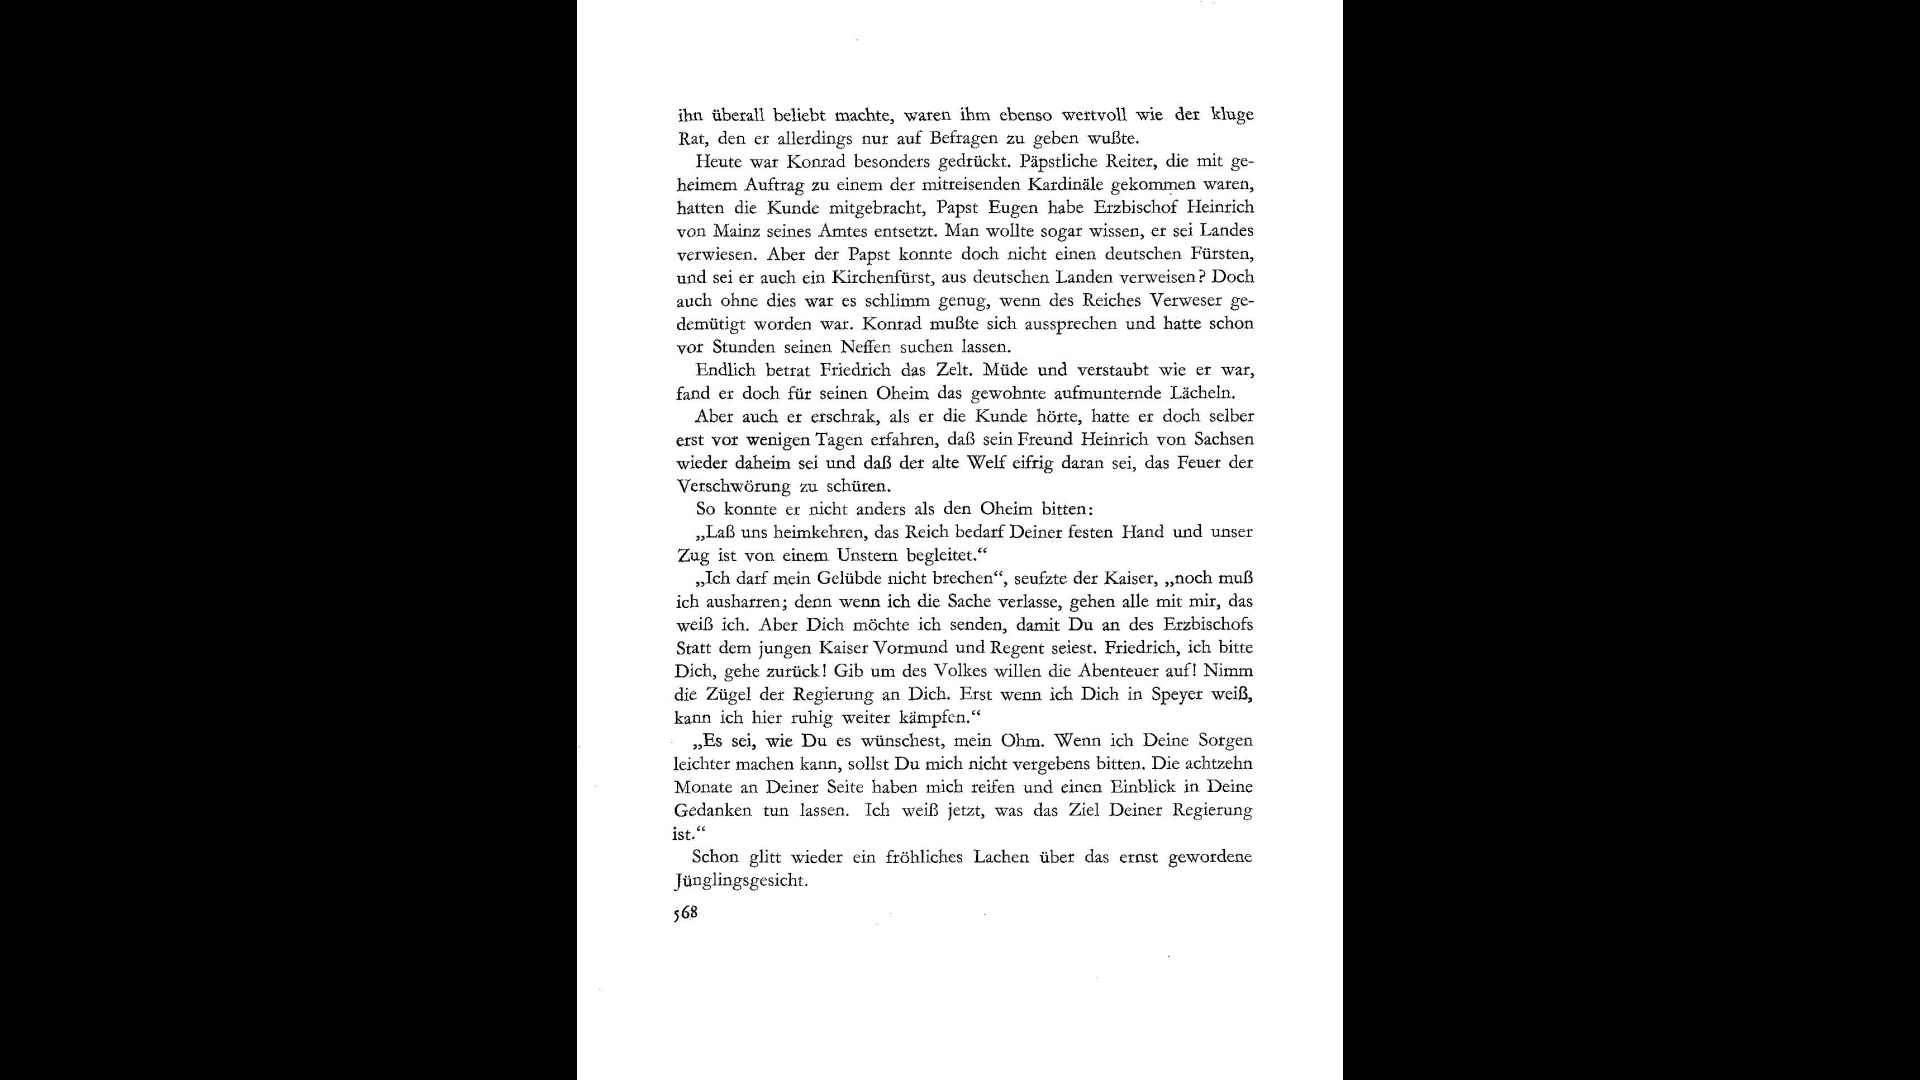 ihn überall beliebt machte, waren ihm ebenso wertvoll wie der kluge
Rat, den er allerdings nur auf Befragen zu geben wußte.
Heute war Konrad besonders gedrückt. Päpstliche Reiter, die mit ge-
heimem Auftrag zu einem der mitreisenden Kardinäle gekommen waren,
hatten die Kunde mitgebracht, Papst Eugen habe Erzbischof Heinrich
von Mainz seines Amtes entsetzt. Man wollte sogar wissen, er sei Landes
verwiesen. Aber der Papst konnte doch nicht einen deutschen Fürsten,
und sei er auch ein Kirchenfürst, aus deutschen Landen verweisen? Doch
auch ohne dies war es schlimm genug, wenn des Reiches Verweser ge-
demütigt worden war. Konrad mußte sich aussprechen und hatte schon
vor Stunden seinen Neffen suchen lassen.
Endlich betrat Friedrich das Zelt. Müde und verstaubt wie er war,
fand er doch für seinen Oheim das gewohnte aufmunternde Lächeln.
Aber auch er erschrak, als er die Kunde hörte, hatte er doch selber
erst vor wenigen Tagen erfahren, daß sein Freund Heinrich von Sachsen
wieder daheim sei und daß der alte Welf eifrig daran sei, das Feuer der
Verschwörung zu schüren.
So konnte er nicht anders als den Oheim bitten:
„Laß uns heimkehren, das Reich bedarf Deiner festen Hand und unser
Zug ist von einem Unstern begleitet.“
„Ich darf mein Gelübde nicht brechen“, seufzte der Kaiser, „noch muß
ich ausharren; denn wenn ich die Sache verlasse, gehen alle mit mir, das
weiß ich. Aber Dich möchte ich senden, damit Du an des Erzbischofs
Statt dem jungen Kaiser Vormund und Regent seiest. Friedrich, ich bitte
Dich, gehe zurück! Gib um des Volkes willen die Abenteuer auf! Nimm
die Zügel der Regierung an Dich. Erst wenn ich Dich in Speyer weiß,
kann ich hier ruhig weiter kämpfen.“
„Es sei, wie Du es wünschest, mein Ohm. Wenn ich Deine Sorgen
leichter machen kann, sollst Du mich nicht vergebens bitten. Die achtzehn
Monate an Deiner Seite haben mich reifen und einen Einblick in Deine
Gedanken tun lassen. Ich weiß jetzt, was das Ziel Deiner Regierung
ist.“
Schon glitt wieder ein fröhliches Lachen über das ernst gewordene
Jünglingsgesicht.
568